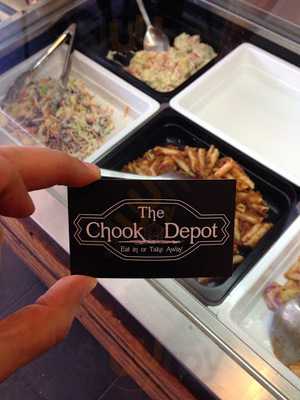 The
Chook Depot
Eat in or Take Away